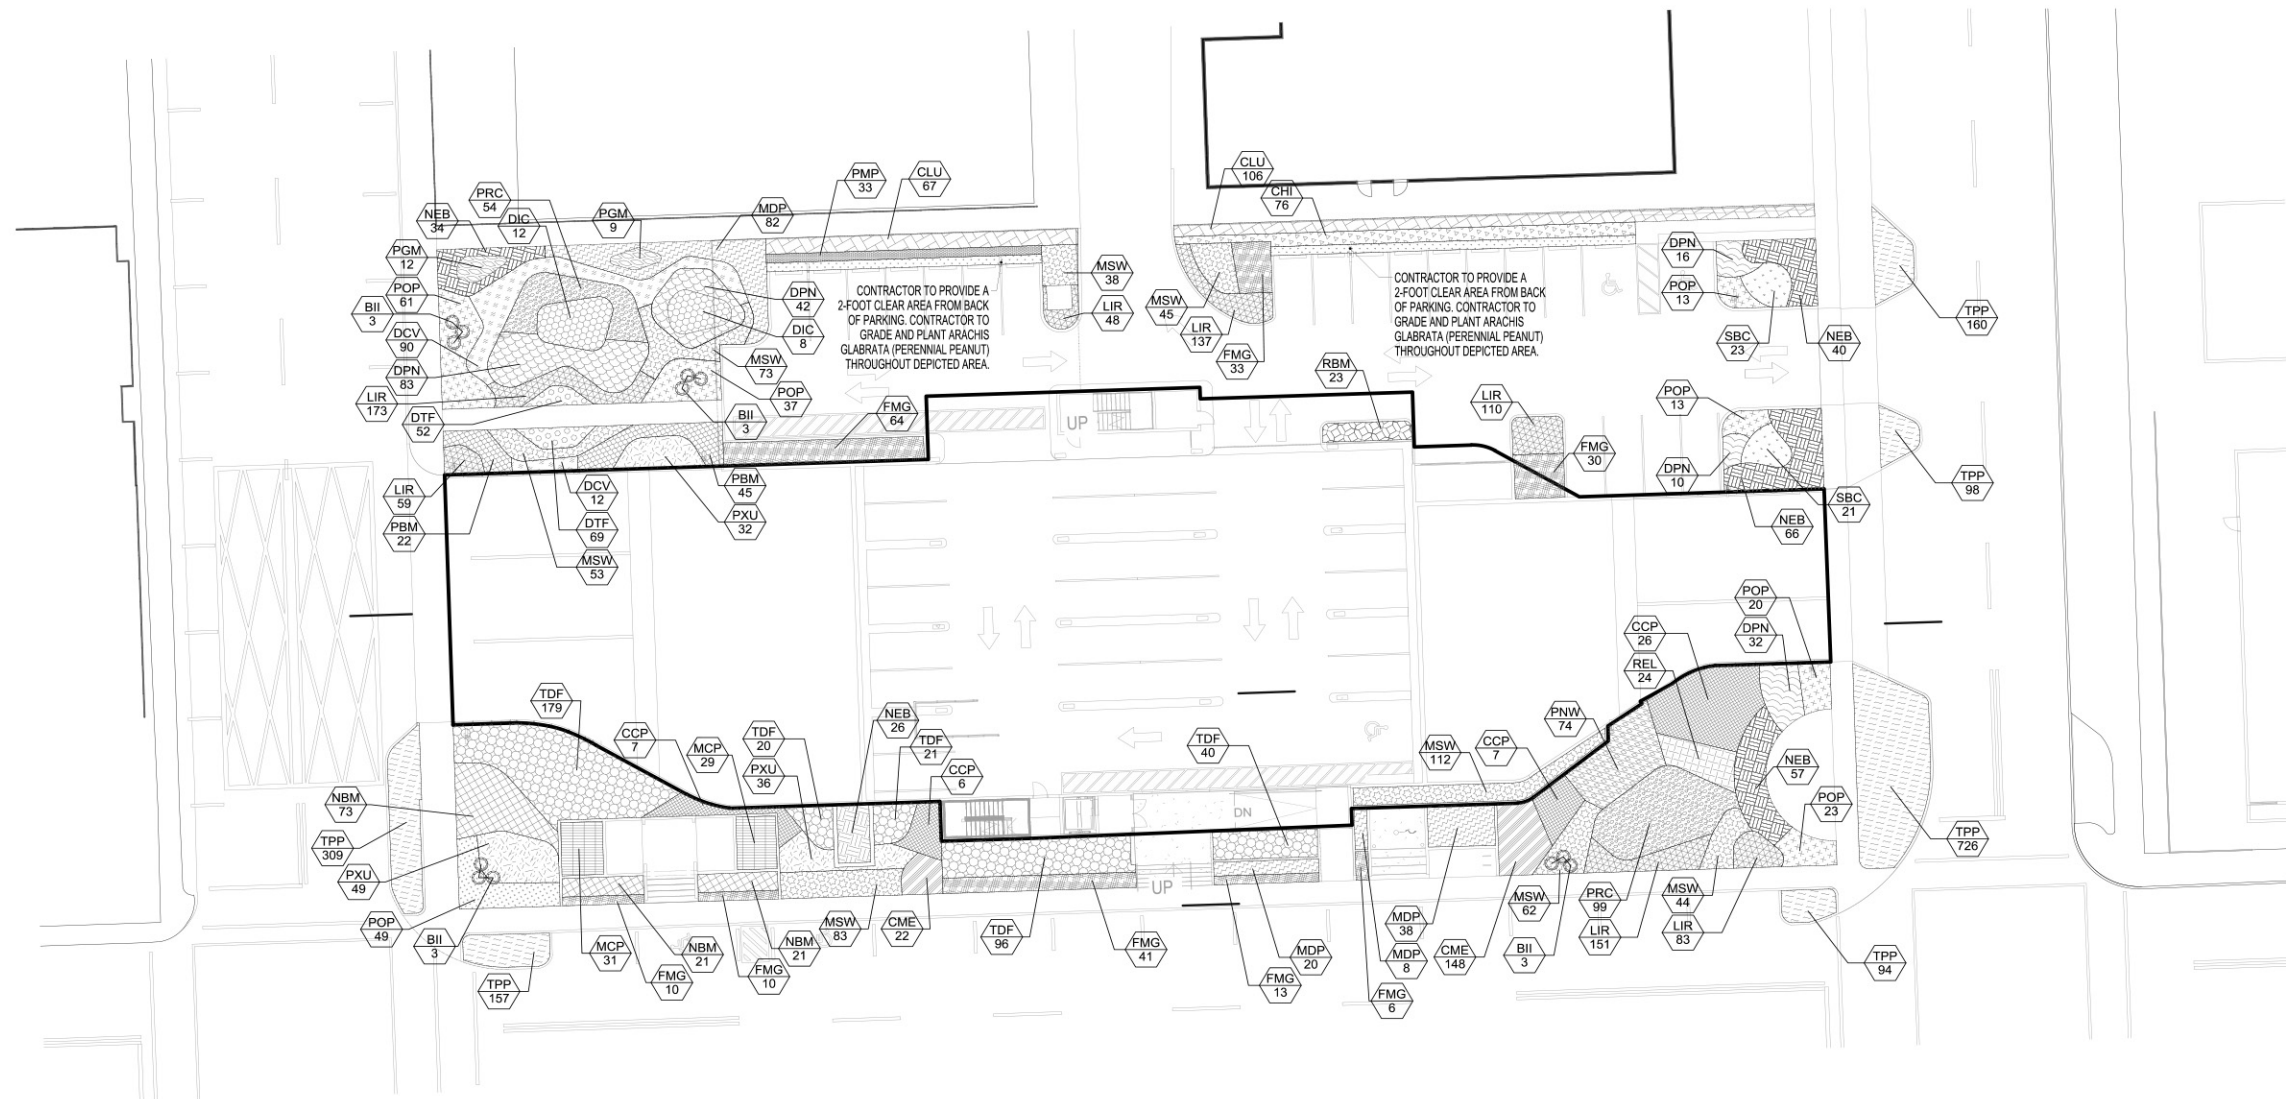 CLU
106
PMP
33
CLU
67
CHI
76
PRC
54
NEB
34
DIC
12
PGM
9
MDP
82
PGM
12
POP
61
BII
3
DCV
90
DPN
83
LIR
173
DTF
52
DPN
42
DIC
8
MSW
73
POP
37
BII
3
FMG
64
CONTRACTOR TO PROVIDE A
2-FOOT CLEAR AREA FROM BACK
OF PARKING. CONTRACTOR TO
GRADE AND PLANT ARACHIS
GLABRATA (PERENNIAL PEANUT)
THROUGHOUT DEPICTED AREA.
MSW
38
LIR
48
MSW
45
LIR
137
FMG
33
CONTRACTOR TO PROVIDE A
2-FOOT CLEAR AREA FROM BACK
OF PARKING. CONTRACTOR TO
GRADE AND PLANT ARACHIS
GLABRATA (PERENNIAL PEANUT)
THROUGHOUT DEPICTED AREA.
DPN
16
POP
13
SBC
23
NEB
40
TPP
160
RBM
23
UP
LIR
110
FMG
30
POP
13
DPN
10
SBC
21
NEB
66
TPP
98
LIR
59
PBM
22
DCV
12
DTF
69
MSW
53
PBM
45
PXU
32
POP
20
DPN
32
CCP
26
REL
24
PNW
74
CCP
7
MSW
112
TDF
40
NEB
26
TDF
21
CCP
6
TDF
20
PXU
36
MCP
29
CCP
7
TDF
179
NBM
73
TPP
309
PXU
49
POP
49
BII
3
TPP
157
MCP
31
FMG
10
NBM
21
FMG
10
NBM
21
MSW
83
CME
22
TDF
96
FMG
41
UP
DN
FMG
13
MDP
20
MDP
38
MDP
8
FMG
6
CME
148
MSW
62
BII
3
PRC
99
LIR
151
MSW
44
LIR
83
NEB
57
POP
23
TPP
726
TPP
94